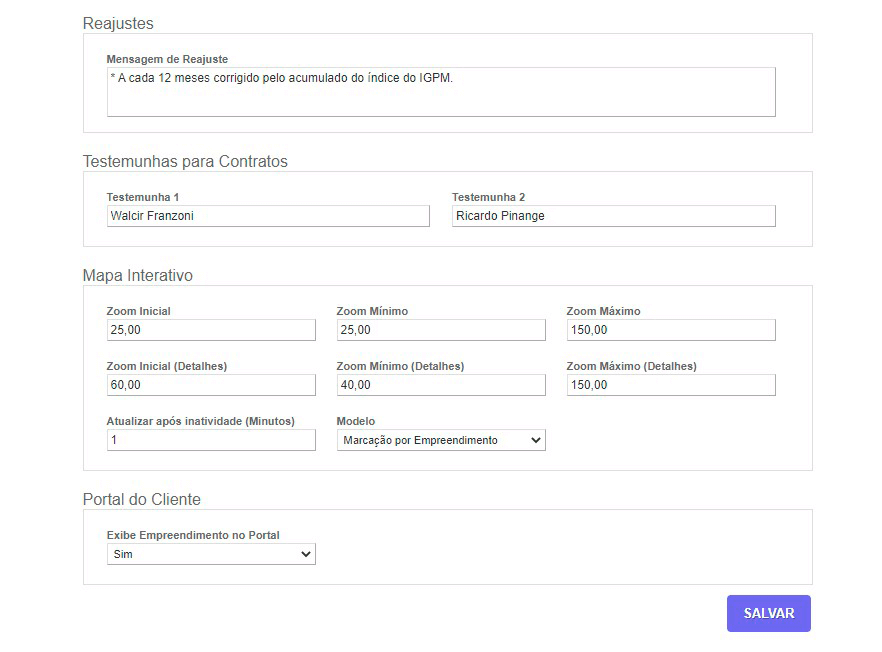 Reajustes
Mensagem de Reajuste
* A cada 12 meses corrigido pelo acumulado do índice do IGPM.
Testemunhas para Contratos
Testemunha 1
Testemunha 2
Walcir Franzoni
Ricardo Pinange
Mapa Interativo
Zoom Inicial
Zoom Mínimo
Zoom Máximo
25,00
25,00
150,00
Zoom Inicial (Detalhes)
Zoom Mínimo (Detalhes)
Zoom Máximo (Detalhes)
60,00
40,00
150,00
Atualizar após inatividade (Minutos)
Modelo
1
Marcação por Empreendimento
Portal do Cliente
Exibe Empreendimento no Portal
Sim
SALVAR